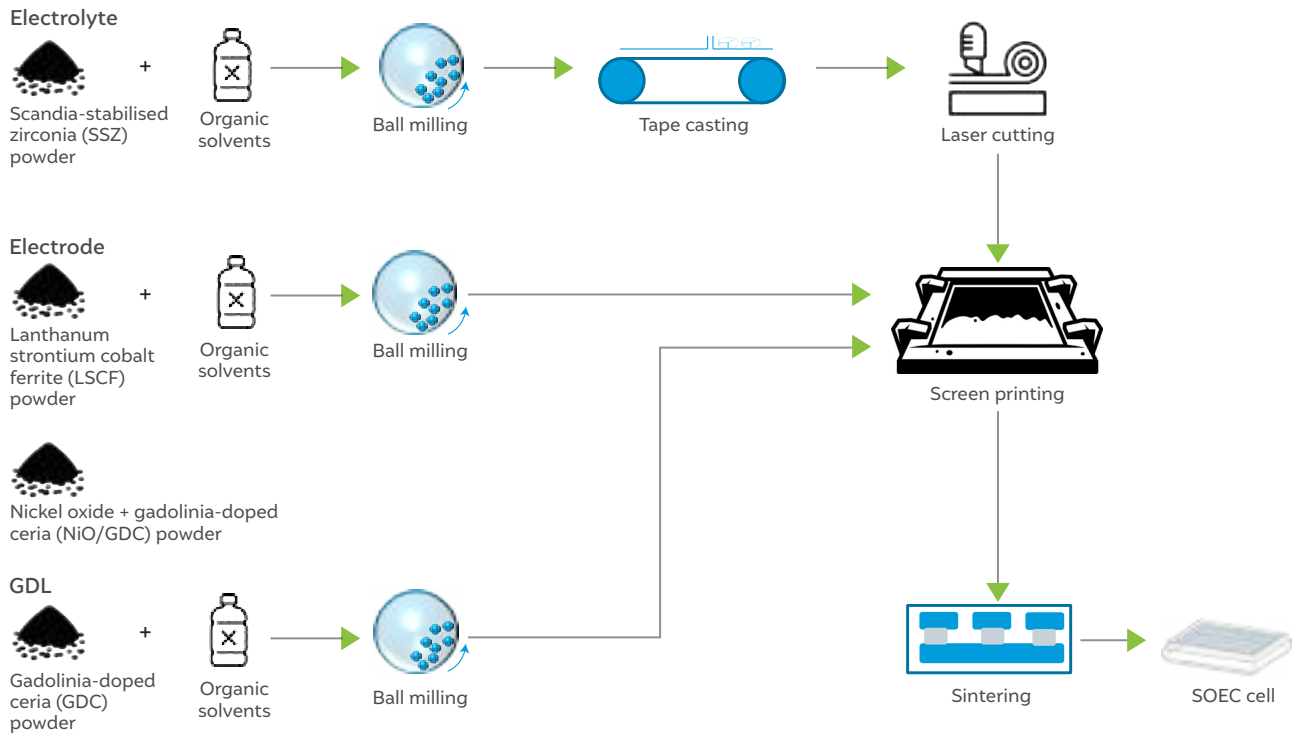 Electrolyte
+
Scandia-stabilised
zirconia (SSZ)
powder
X
Organic
solvents
Ball milling
Tape casting
Laser cutting
Electrode
+
Lanthanum
strontium cobalt
ferrite (LSCF)
powder
X
Organic
solvents
Ball milling
Screen printing
Nickel oxide + gadolinia-doped
ceria (NiO/GDC) powder
GDL
+
Gadolinia-doped
ceria (GDC)
powder
X
Organic
solvents
Ball milling
Sintering
SOEC cell